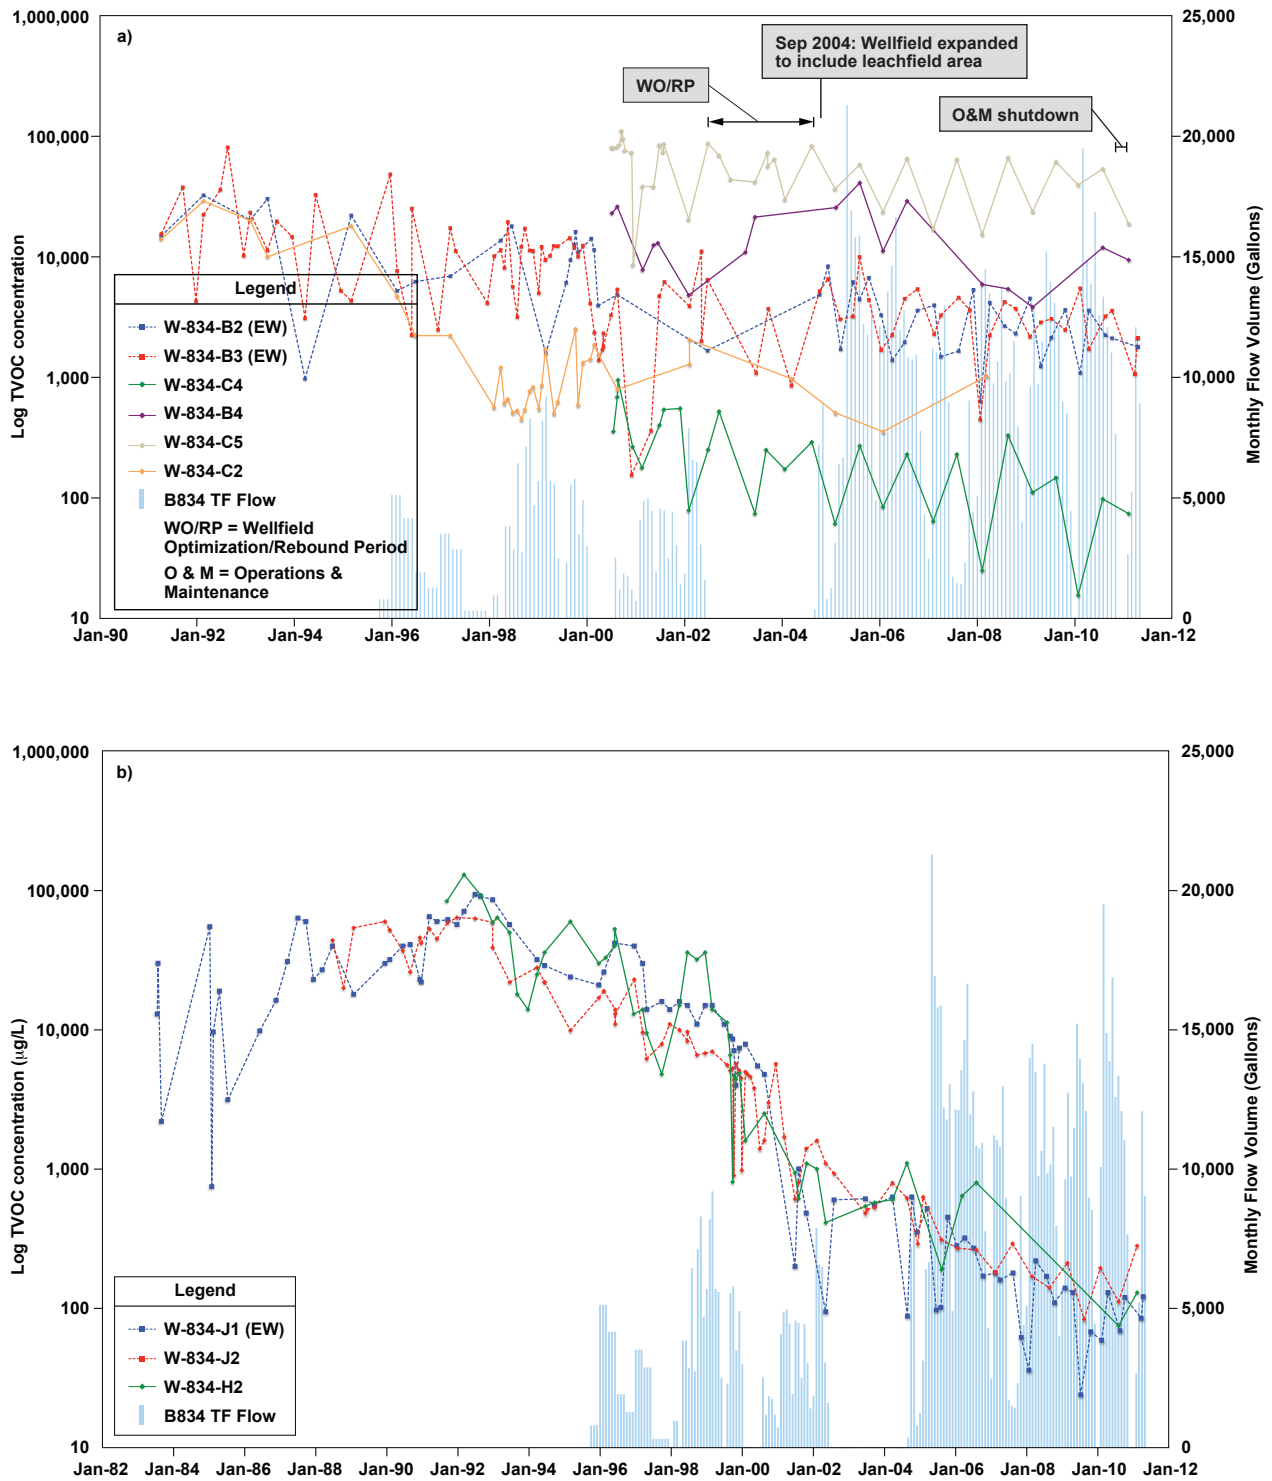 1,000,000
100,000
10,000
1,000
100
10
Log TVOC concentration
a)
WO/RP
Sep 2004: Wellfield expanded
to include leachfield area
O&M shutdown
25,000
20,000
15,000
10,000
5,000
0
Monthly Flow Volume (Gallons)
Legend
W-834-B2 (EW)
W-834-B3 (EW)
W-834-C4
W-834-B4
W-834-C5
W-834-C2
B834 TF Flow
WO/RP = Wellfield
Optimization/Rebound Period
O & M = Operations &
Maintenance
Jan-90 Jan-92 Jan-94 Jan-96 Jan-98 Jan-00 Jan-02 Jan-04 Jan-06 Jan-08 Jan-10 Jan-12
1,000,000
100,000
10,000
1,000
100
10
Log TVOC concentration (µg/L)
b)
25,000
20,000
15,000
10,000
5,000
0
Monthly Flow Volume (Gallons)
Legend
W-834-J1 (EW)
W-834-J2
W-834-H2
B834 TF Flow
Jan-82 Jan-84 Jan-86 Jan-88 Jan-90 Jan-92 Jan-94 Jan-96 Jan-98 Jan-00 Jan-02 Jan-04 Jan-06 Jan-08 Jan-10 Jan-12